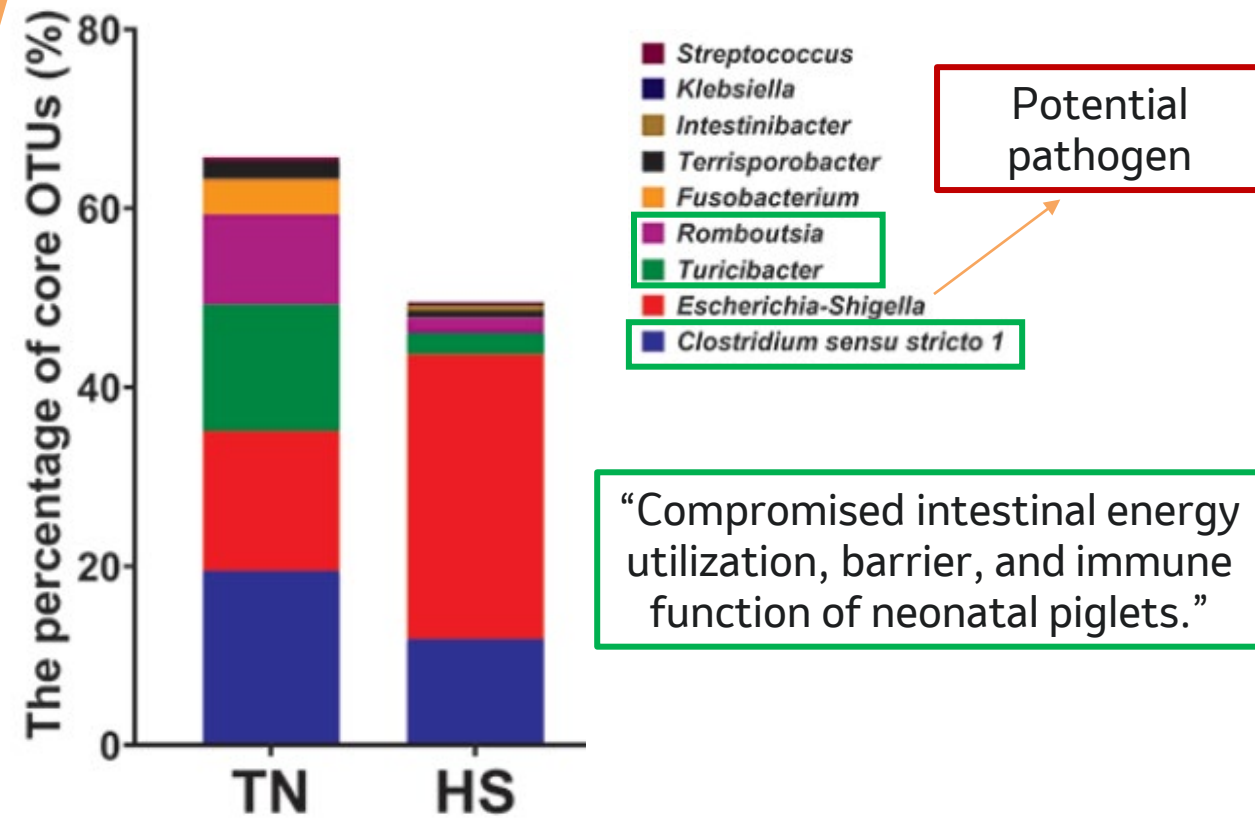 The percentage of core OTUs (%)
80
60
40
20
0
TN
HS
Streptococcus
Klebsiella
Intestinibacter
Terrisporobacter
Fusobacterium
Romboutsia
Turicibacter
Escherichia-Shigella
Clostridium sensu stricto 1
Potential
pathogen
“Compromised intestinal energy
utilization, barrier, and immune
function of neonatal piglets.”